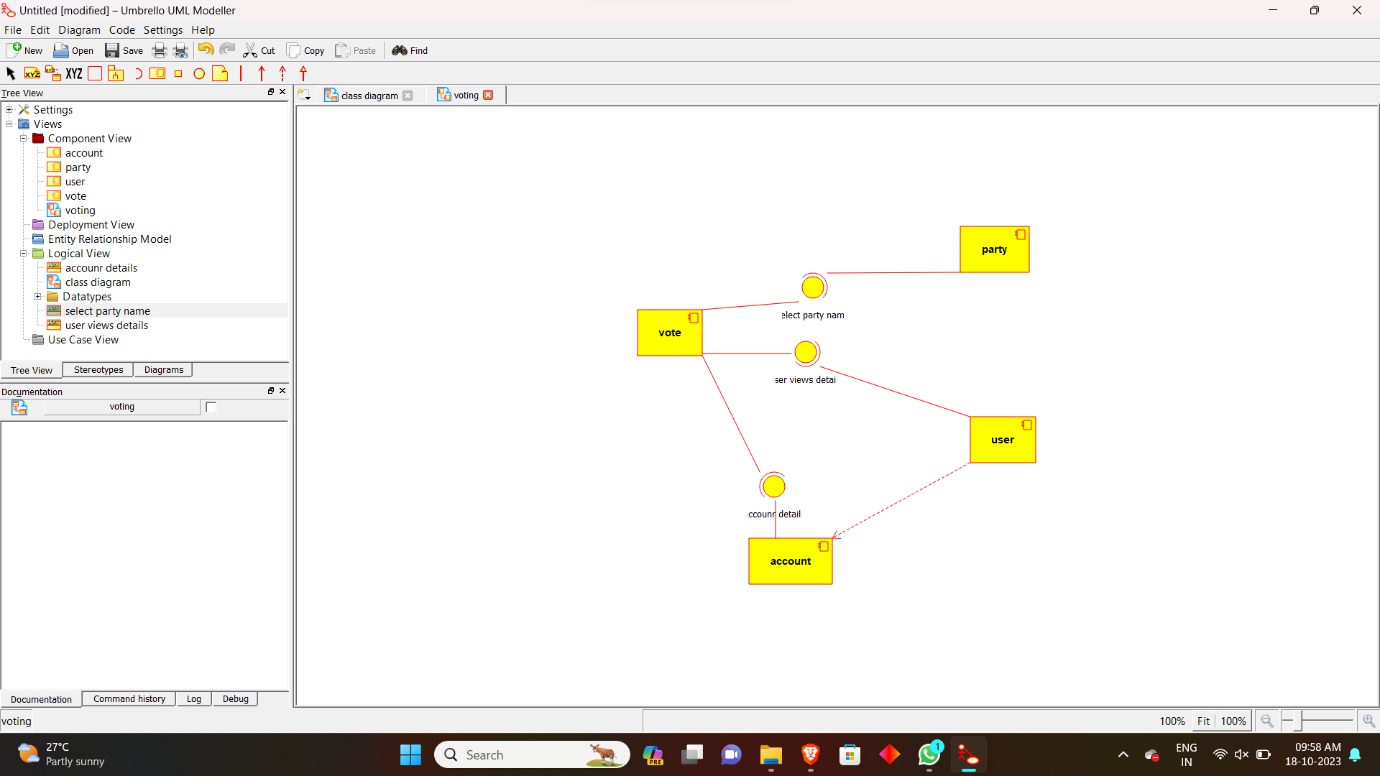 Untitled [modified] – Umbrello UML Modeller
File Edit Diagram Code Settings Help
New Open Save Cut Copy Paste Find
XYZ XYZ
Tree View
class diagram voting
Settings
Views
Component View
account
party
user
vote
voting
Deployment View
Entity Relationship Model
Logical View
accounr details
class diagram
Datatypes
select party name
user views details
Use Case View
Tree View Stereotypes Diagrams
Documentation
voting
party
elect party nam
vote
ser views detai
user
ccounr detail
account
Documentation Command history Log Debug
voting
100% Fit 100%
27°C
Partly sunny
Search
PRE
1
ENG
IN
09:58 AM
18-10-2023